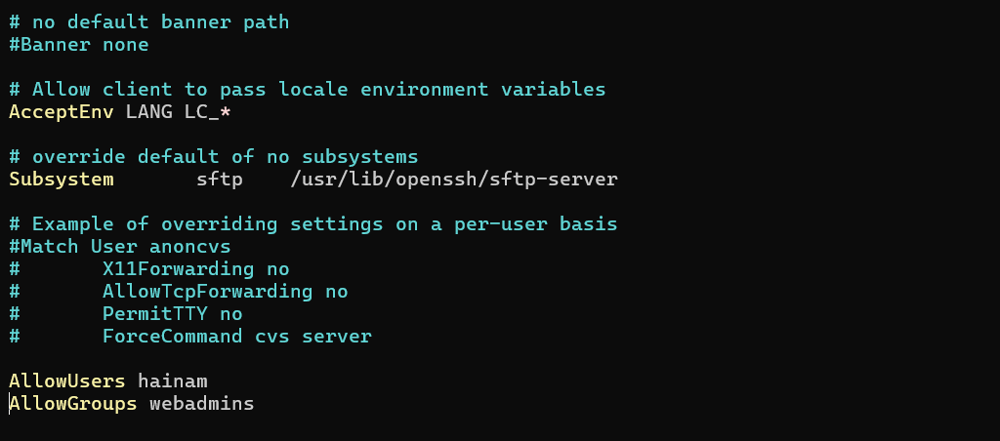 # no default banner path
#Banner none
# Allow client to pass locale environment variables
AcceptEnv LANG LC_*
# override default of no subsystems
Subsystem       sftp    /usr/lib/openssh/sftp-server
# Example of overriding settings on a per-user basis
#Match User anoncvs
#       X11Forwarding no
#       AllowTcpForwarding no
#       PermitTTY no
#       ForceCommand cvs server
AllowUsers hainam
AllowGroups webadmins